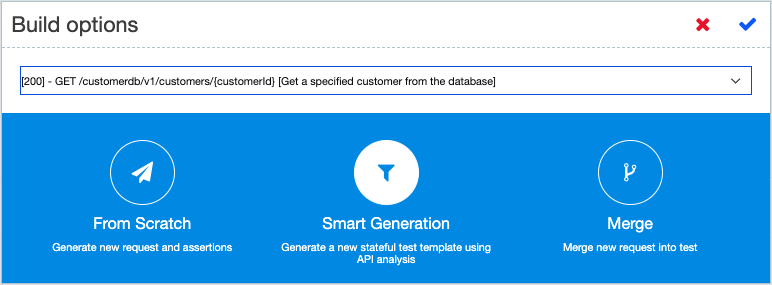 Build options
[200] - GET /customerdb/v1/customers/{customerId} [Get a specified customer from the database]
From Scratch
Generate new request and assertions
Smart Generation
Generate a new stateful test template using
API analysis
Merge
Merge new request into test